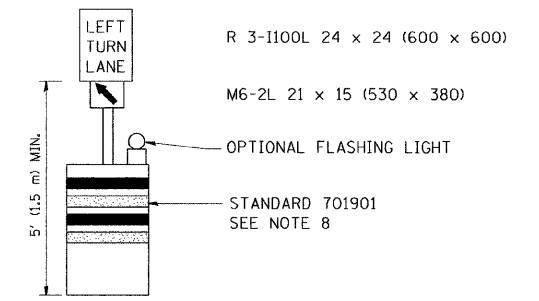 LEFT
TURN
LANE
R 3-I100L 24 x 24 (600 x 600)
M6-2L 21 x 15 (530 x 380)
OPTIONAL FLASHING LIGHT
STANDARD 701901
SEE NOTE 8
5' (1.5 m) MIN.